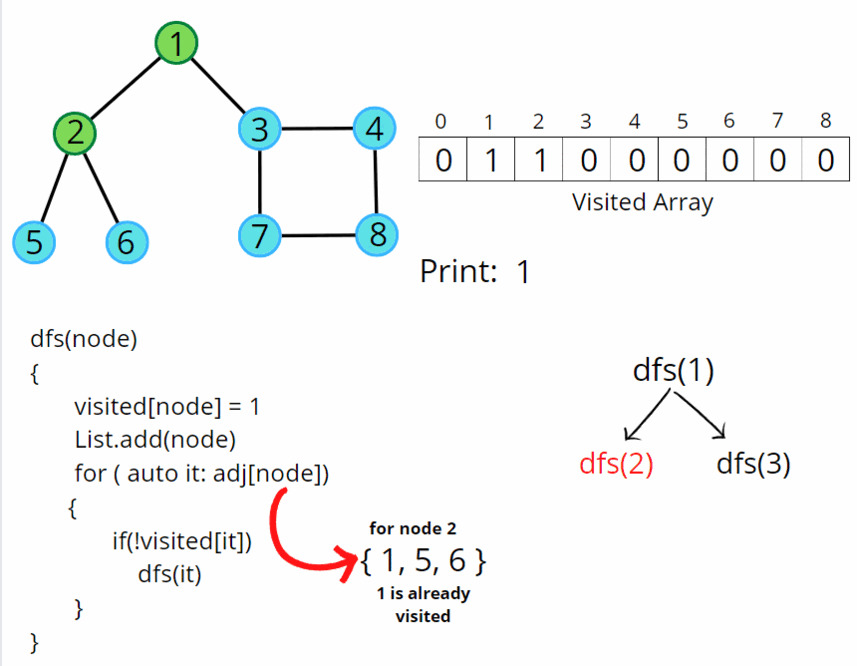 1
2
3
4
5
6
7
8
0 1 2 3 4 5 6 7 8
0 1 1 0 0 0 0 0 0
Visited Array
Print: 1
dfs(node)
{
visited[node] = 1
List.add(node)
for ( auto it: adj[node])
{
if(!visited[it])
dfs(it)
}
}
for node 2
{ 1, 5, 6 }
1 is already
visited
dfs(1)
dfs(2) dfs(3)